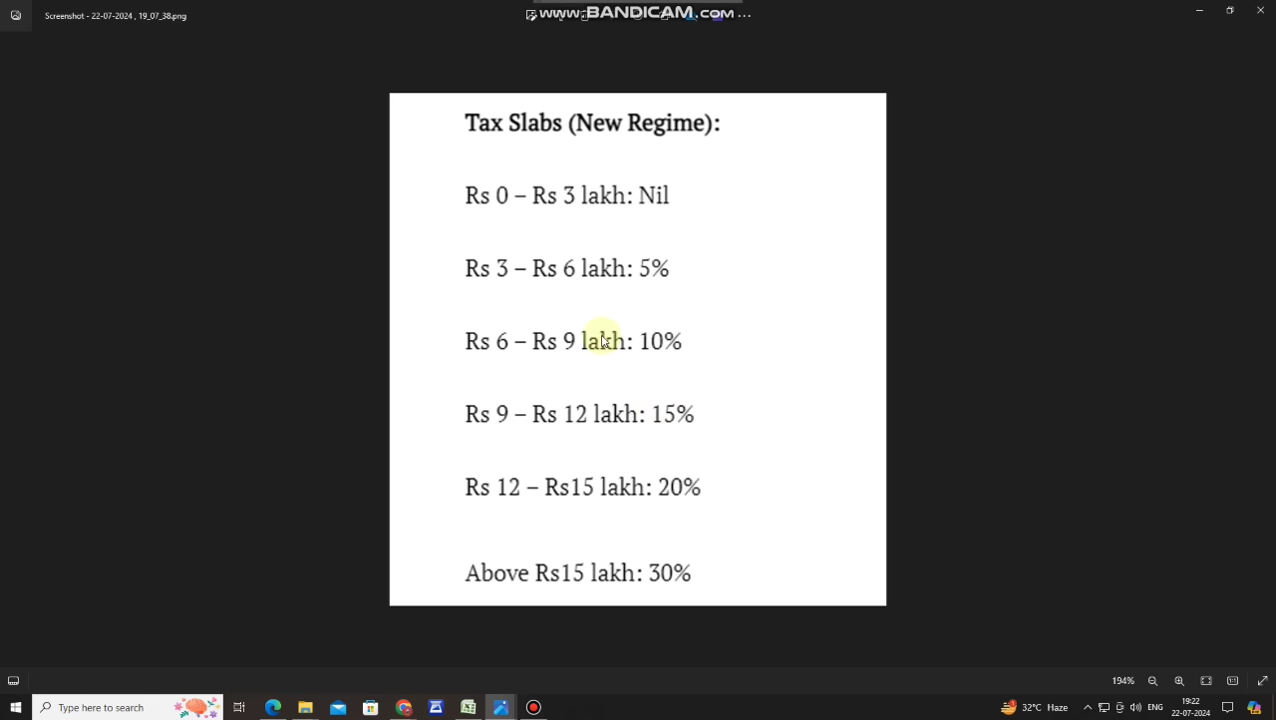 Screenshot - 22-07-2024 , 19_07_38.png
www.BANDICAM.com
Tax Slabs (New Regime):
Rs 0 – Rs 3 lakh: Nil
Rs 3 – Rs 6 lakh: 5%
Rs 6 – Rs 9 lakh: 10%
Rs 9 – Rs 12 lakh: 15%
Rs 12 – Rs15 lakh: 20%
Above Rs15 lakh: 30%
194%
Type here to search
32°C Haze
ENG
19:22
22-07-2024